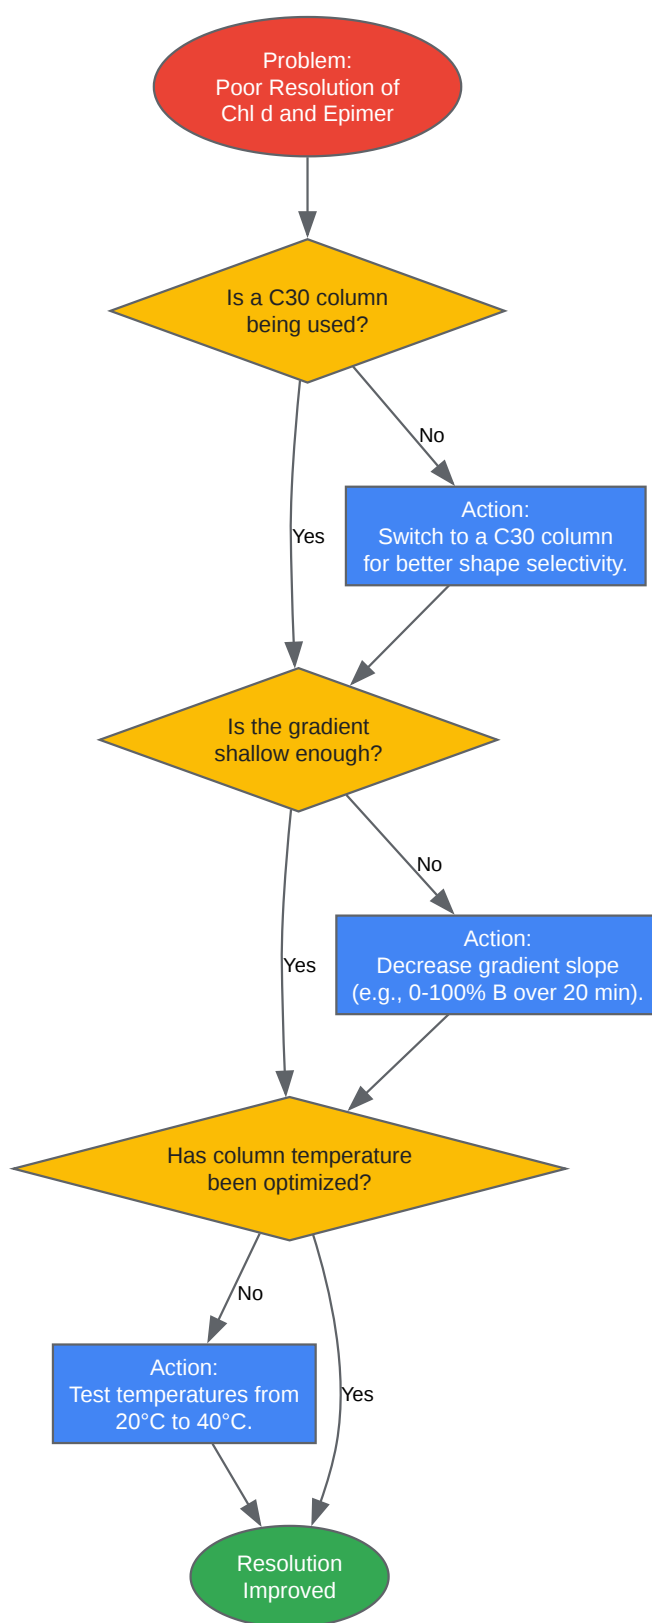 Problem:
Poor Resolution of
Chl d and Epimer
Is a C30 column
being used?
No
Action:
Switch to a C30 column
for better shape selectivity.
Yes
Is the gradient
shallow enough?
No
Action:
Decrease gradient slope
(e.g., 0-100% B over 20 min).
Yes
Has column temperature
been optimized?
No
Action:
Test temperatures from
20°C to 40°C.
Yes
Resolution
Improved